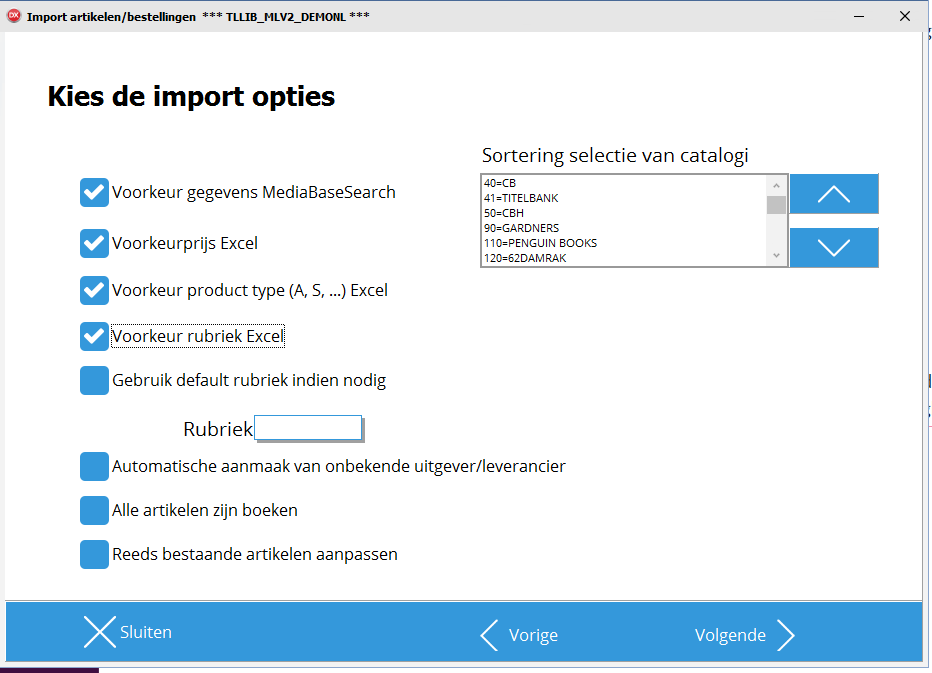 Import artikelen/bestellingen *** TLLIB_MLV2_DEMONL ***
Kies de import opties
Voorkeur gegevens MediaBaseSearch
Voorkeurprijs Excel
Voorkeur product type (A, S, ...) Excel
Voorkeur rubriek Excel
Gebruik default rubriek indien nodig
Rubriek
Automatische aanmaak van onbekende uitgever/leverancier
Alle artikelen zijn boeken
Reeds bestaande artikelen aanpassen
Sortering selectie van catalogi
40=CB
41=TITELBANK
50=CBH
90=GARDNERS
110=PENGUIN BOOKS
120=62DAMRAK
Sluiten
Vorige
Volgende